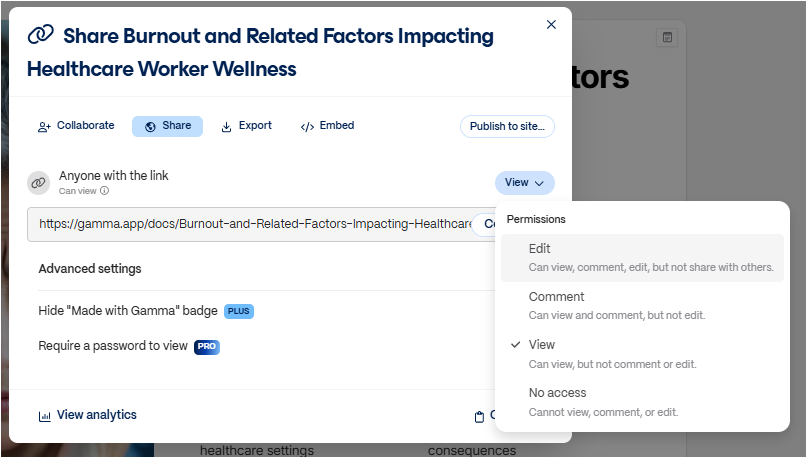 Share Burnout and Related Factors Impacting
Healthcare Worker Wellness
tors
Collaborate
Share
Export
</> Embed
Publish to site...
Anyone with the link
Can view
View
https://gamma.app/docs/Burnout-and-Related-Factors-Impacting-Healthcare
Advanced settings
Hide "Made with Gamma" badge PLUS
Require a password to view PRO
View analytics
Permissions
Edit
Can view, comment, edit, but not share with others.
Comment
Can view and comment, but not edit.
View
Can view, but not comment or edit.
No access
Cannot view, comment, or edit.
healthcare settings
consequences